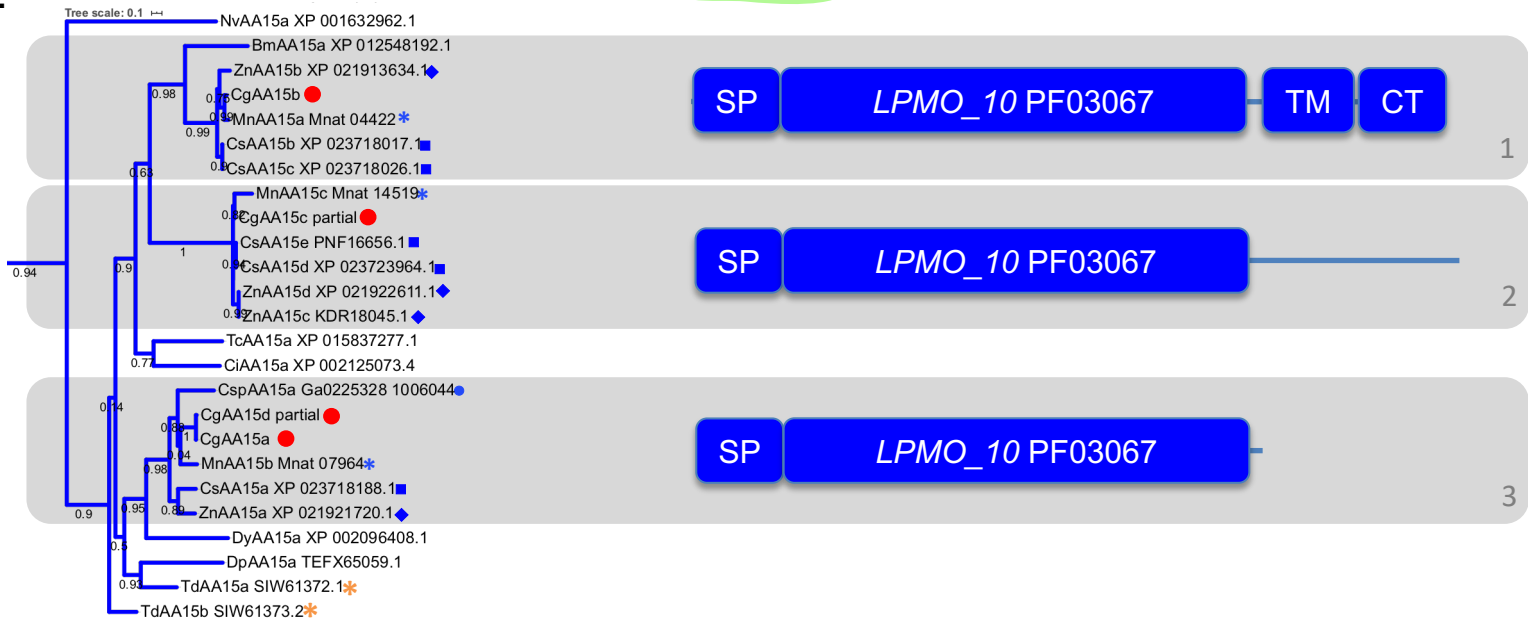 Tree scale: 0.1
NvAA15a XP 001632962.1
BmAA15a XP 012548192.1
ZnAA15b XP 021913634.1
0.98
CgAA15b
SP LPMO_10 PF03067 TM CT
MnAA15a Mnat 04422
0.99
CsAA15b XP 023718017.1
1
CsAA15c XP 023718026.1
0.63
MnAA15c Mnat 14519
CgAA15c partial
CsAA15e PNF16656.1
1
SP LPMO_10 PF03067
CsAA15d XP 023723964.1
0.9
0.94
ZnAA15d XP 021922611.1
2
ZnAA15c KDR18045.1
TcAA15a XP 015837277.1
0.77
CiAA15a XP 002125073.4
CspAA15a Ga0225328 1006044
CgAA15d partial
1
CgAA15a
SP LPMO_10 PF03067
MnAA15b Mnat 07964
0.98
CsAA15a XP 023718188.1
3
ZnAA15a XP 021921720.1
0.9
0.95
DyAA15a XP 002096408.1
0.5
DpAA15a TEFX65059.1
0.93
TdAA15a SIW61372.1
TdAA15b SIW61373.2